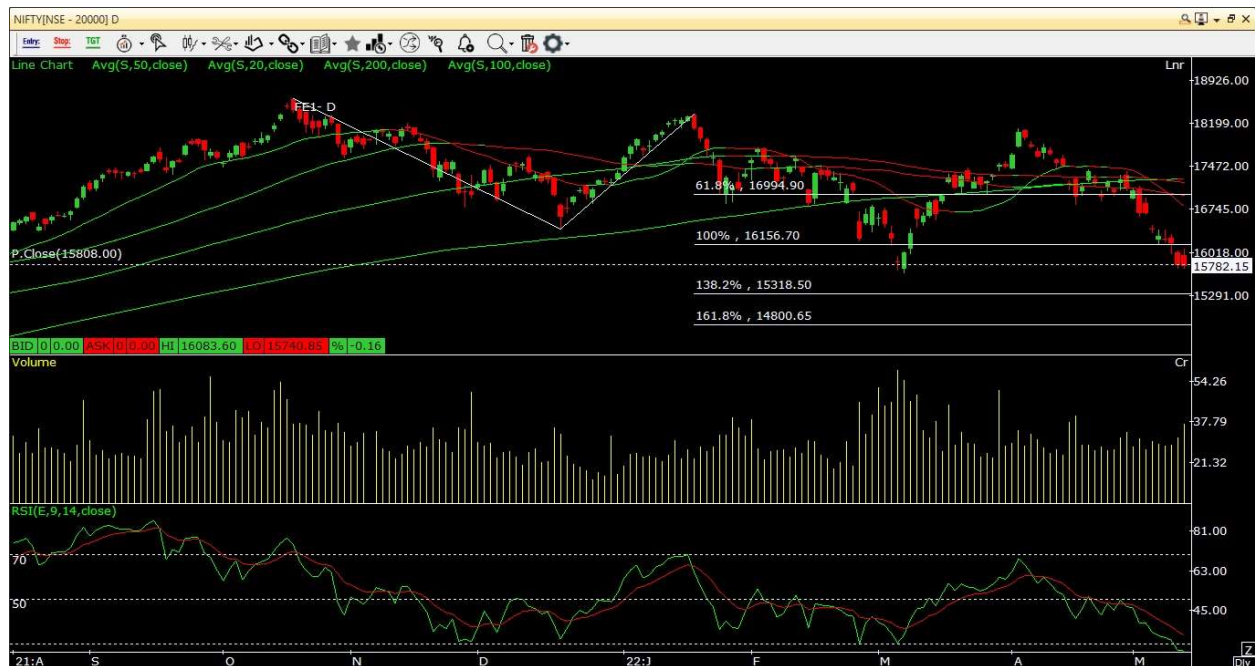 NIFTY[NSE - 20000] D
Entry: Stop: TGT
Line Chart Avg(S,50,close) Avg(S,20,close) Avg(S,200,close) Avg(S,100,close) Lnr
18926.00
FE1- D
18199.00
17472.00
61.8% , 16994.90
16745.00
100% , 16156.70
P.Close(15808.00)
16018.00
15782.15
138.2% , 15318.50
15291.00
161.8% , 14800.65
BID 0 0.00 ASK 0 0.00 HI 16083.60 LO 15740.85 % -0.16
Volume Cr
54.26
37.79
21.32
RSI(E,9,14,close)
81.00
70
63.00
50
45.00
21:A S O N D 22:J F M A M
Z
Dly